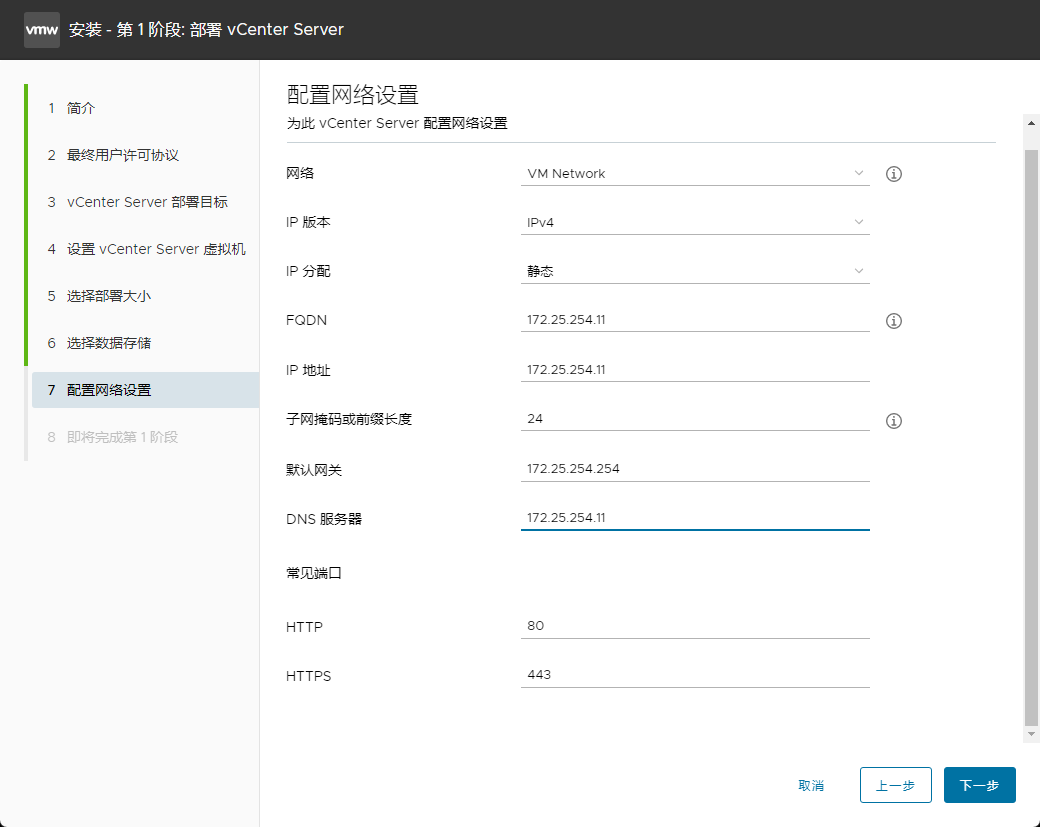 vmw 安装 - 第 1 阶段: 部署 vCenter Server
1 简介
2 最终用户许可协议
3 vCenter Server 部署目标
4 设置 vCenter Server 虚拟机
5 选择部署大小
6 选择数据存储
7 配置网络设置
8 即将完成第 1 阶段
配置网络设置
为此 vCenter Server 配置网络设置
网络 VM Network
IP 版本 IPv4
IP 分配 静态
FQDN 172.25.254.11
IP 地址 172.25.254.11
子网掩码或前缀长度 24
默认网关 172.25.254.254
DNS 服务器 172.25.254.11
常见端口
HTTP 80
HTTPS 443
取消 上一步 下一步